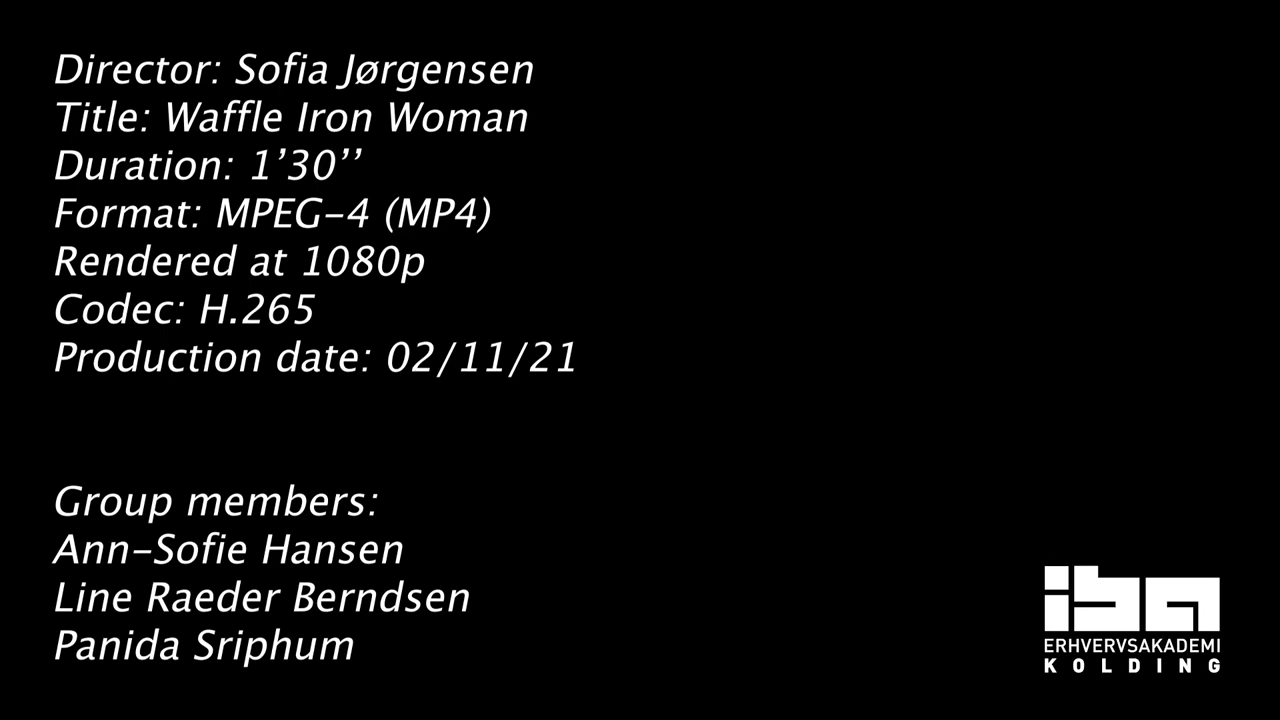 Director: Sofia Jørgensen
Title: Waffle Iron Woman
Duration: 1’30’’
Format: MPEG-4 (MP4)
Rendered at 1080p
Codec: H.265
Production date: 02/11/21
Group members:
Ann-Sofie Hansen
Line Raeder Berndsen
Panida Sriphum
iba
ERHVERVSAKADEMI
KOLDING